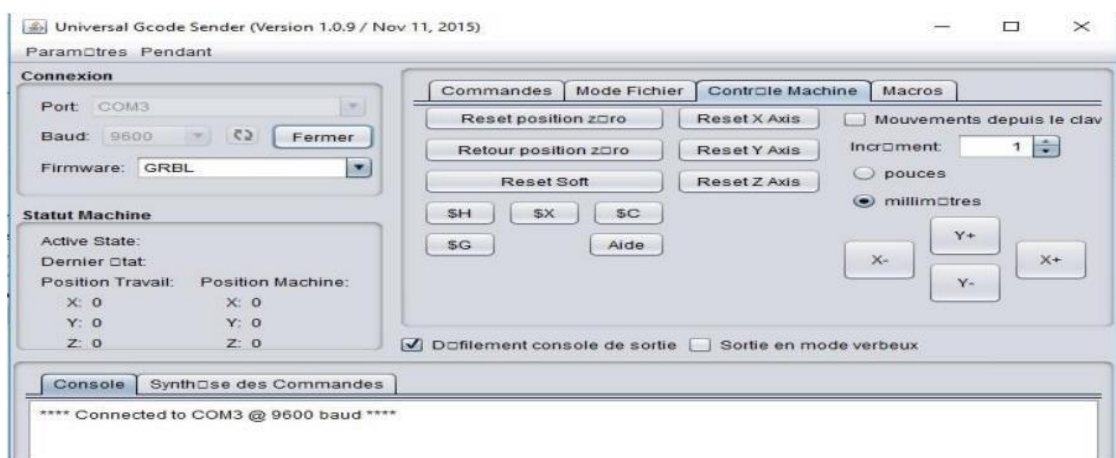 Universal Gcode Sender (Version 1.0.9 / Nov 11, 2015)
Param□tres Pendant
Connexion
Port: COM3
Baud: 9600 Fermer
Firmware: GRBL
Statut Machine
Active State:
Dernier □tat:
Position Travail: Position Machine:
X: 0 X: 0
Y: 0 Y: 0
Z: 0 Z: 0
Commandes Mode Fichier Contr□le Machine Macros
Reset position z□ro Reset X Axis Mouvements depuis le clav
Retour position z□ro Reset Y Axis Incr□ment: 1
Reset Soft Reset Z Axis pouces
millim□tres
$H $X $C
$G Aide
Y+
X- X+
Y-
D□filement console de sortie Sortie en mode verbeux
Console Synth□se des Commandes
**** Connected to COM3 @ 9600 baud ****